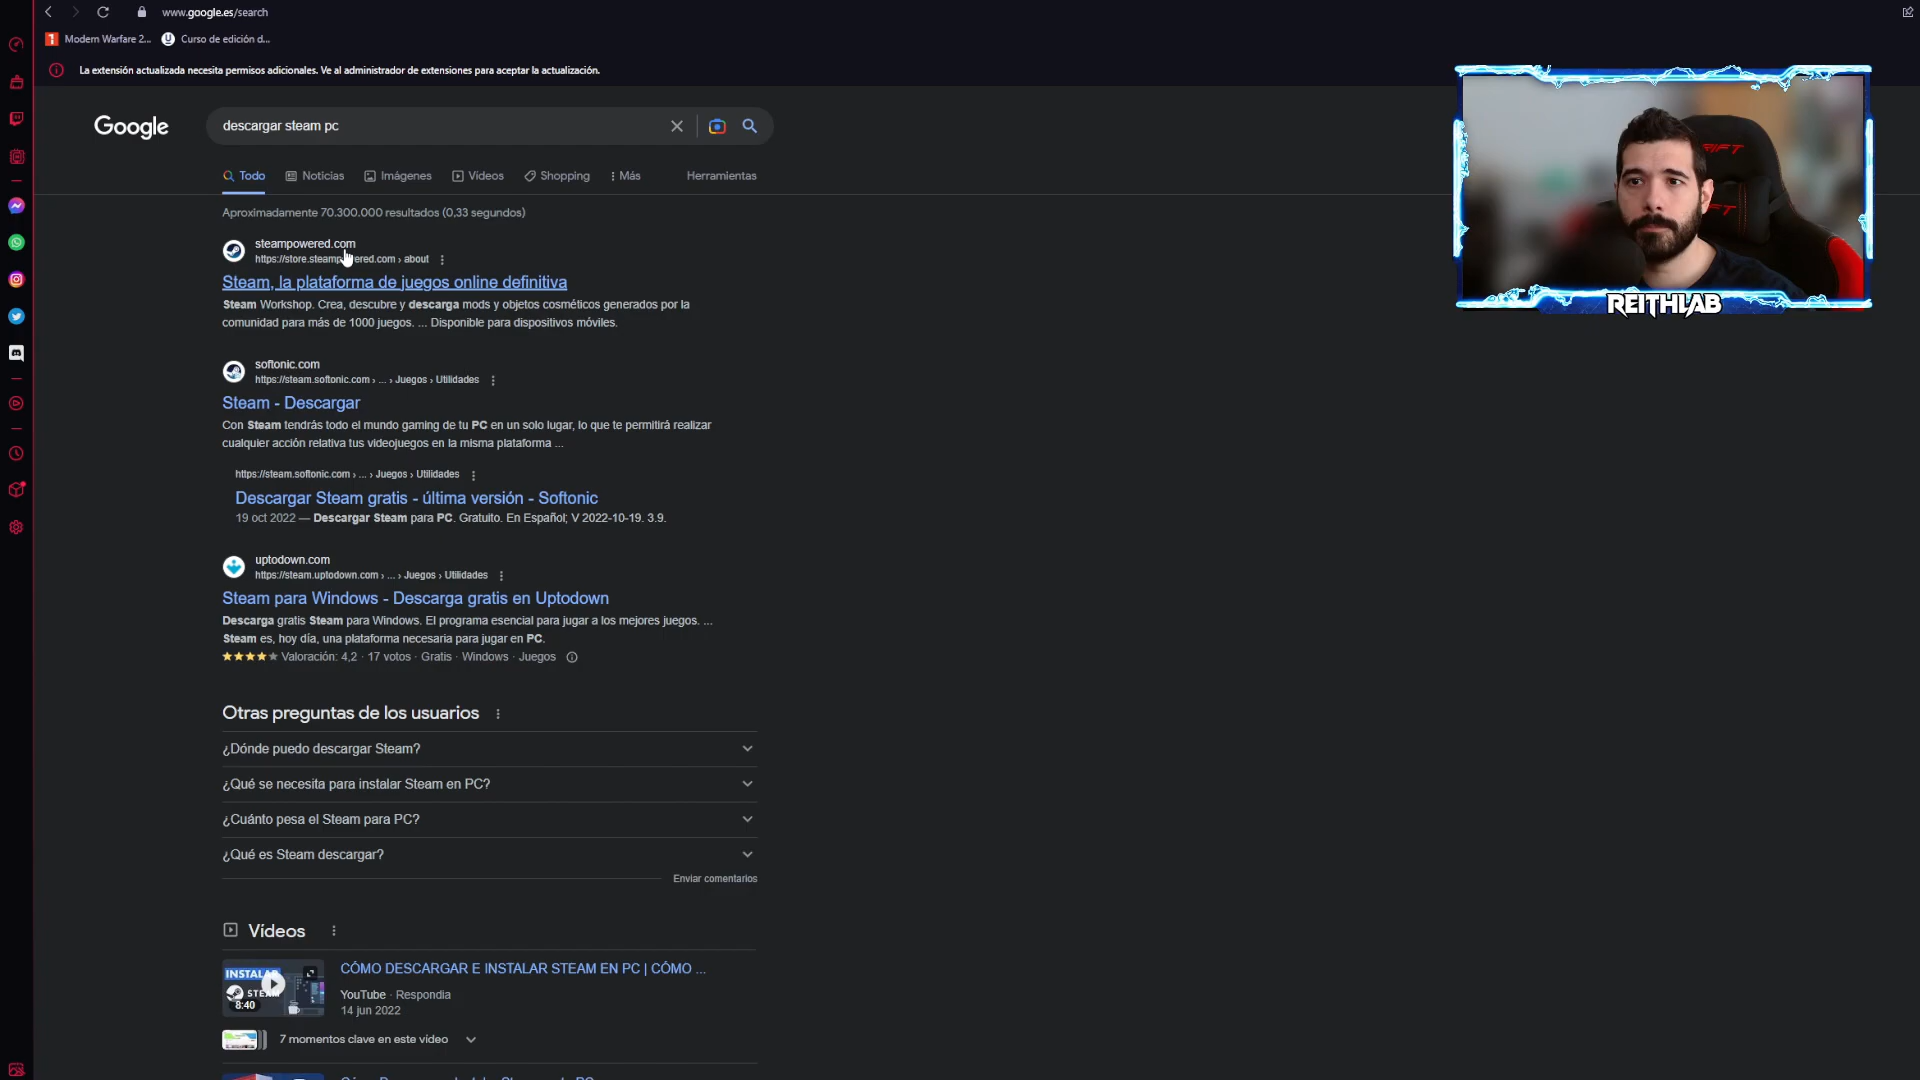 www.google.es/search
Modern Warfare 2...
Curso de edición d...
La extensión actualizada necesita permisos adicionales. Ve al administrador de extensiones para aceptar la actualización.
Google
descargar steam pc
Todo
Noticias
Imágenes
Vídeos
Shopping
Más
Herramientas
Aproximadamente 70.300.000 resultados (0,33 segundos)
steampowered.com
https://store.steampowered.com › about
Steam, la plataforma de juegos online definitiva
Steam Workshop. Crea, descubre y descarga mods y objetos cosméticos generados por la
comunidad para más de 1000 juegos. ... Disponible para dispositivos móviles.
softonic.com
https://steam.softonic.com › ... › Juegos › Utilidades
Steam - Descargar
Con Steam tendrás todo el mundo gaming de tu PC en un solo lugar, lo que te permitirá realizar
cualquier acción relativa tus videojuegos en la misma plataforma ...
https://steam.softonic.com › ... › Juegos › Utilidades
Descargar Steam gratis - última versión - Softonic
19 oct 2022 — Descargar Steam para PC. Gratuito. En Español; V 2022-10-19. 3.9.
uptodown.com
https://steam.uptodown.com › ... › Juegos › Utilidades
Steam para Windows - Descarga gratis en Uptodown
Descarga gratis Steam para Windows. El programa esencial para jugar a los mejores juegos. ...
Steam es, hoy día, una plataforma necesaria para jugar en PC.
Valoración: 4,2 · 17 votos · Gratis · Windows · Juegos
Otras preguntas de los usuarios
¿Dónde puedo descargar Steam?
¿Qué se necesita para instalar Steam en PC?
¿Cuánto pesa el Steam para PC?
¿Qué es Steam descargar?
Enviar comentarios
Vídeos
INSTALAR
STEAM
8:40
CÓMO DESCARGAR E INSTALAR STEAM EN PC | CÓMO ...
YouTube · Respondia
14 jun 2022
7 momentos clave en este vídeo
REITHLAB